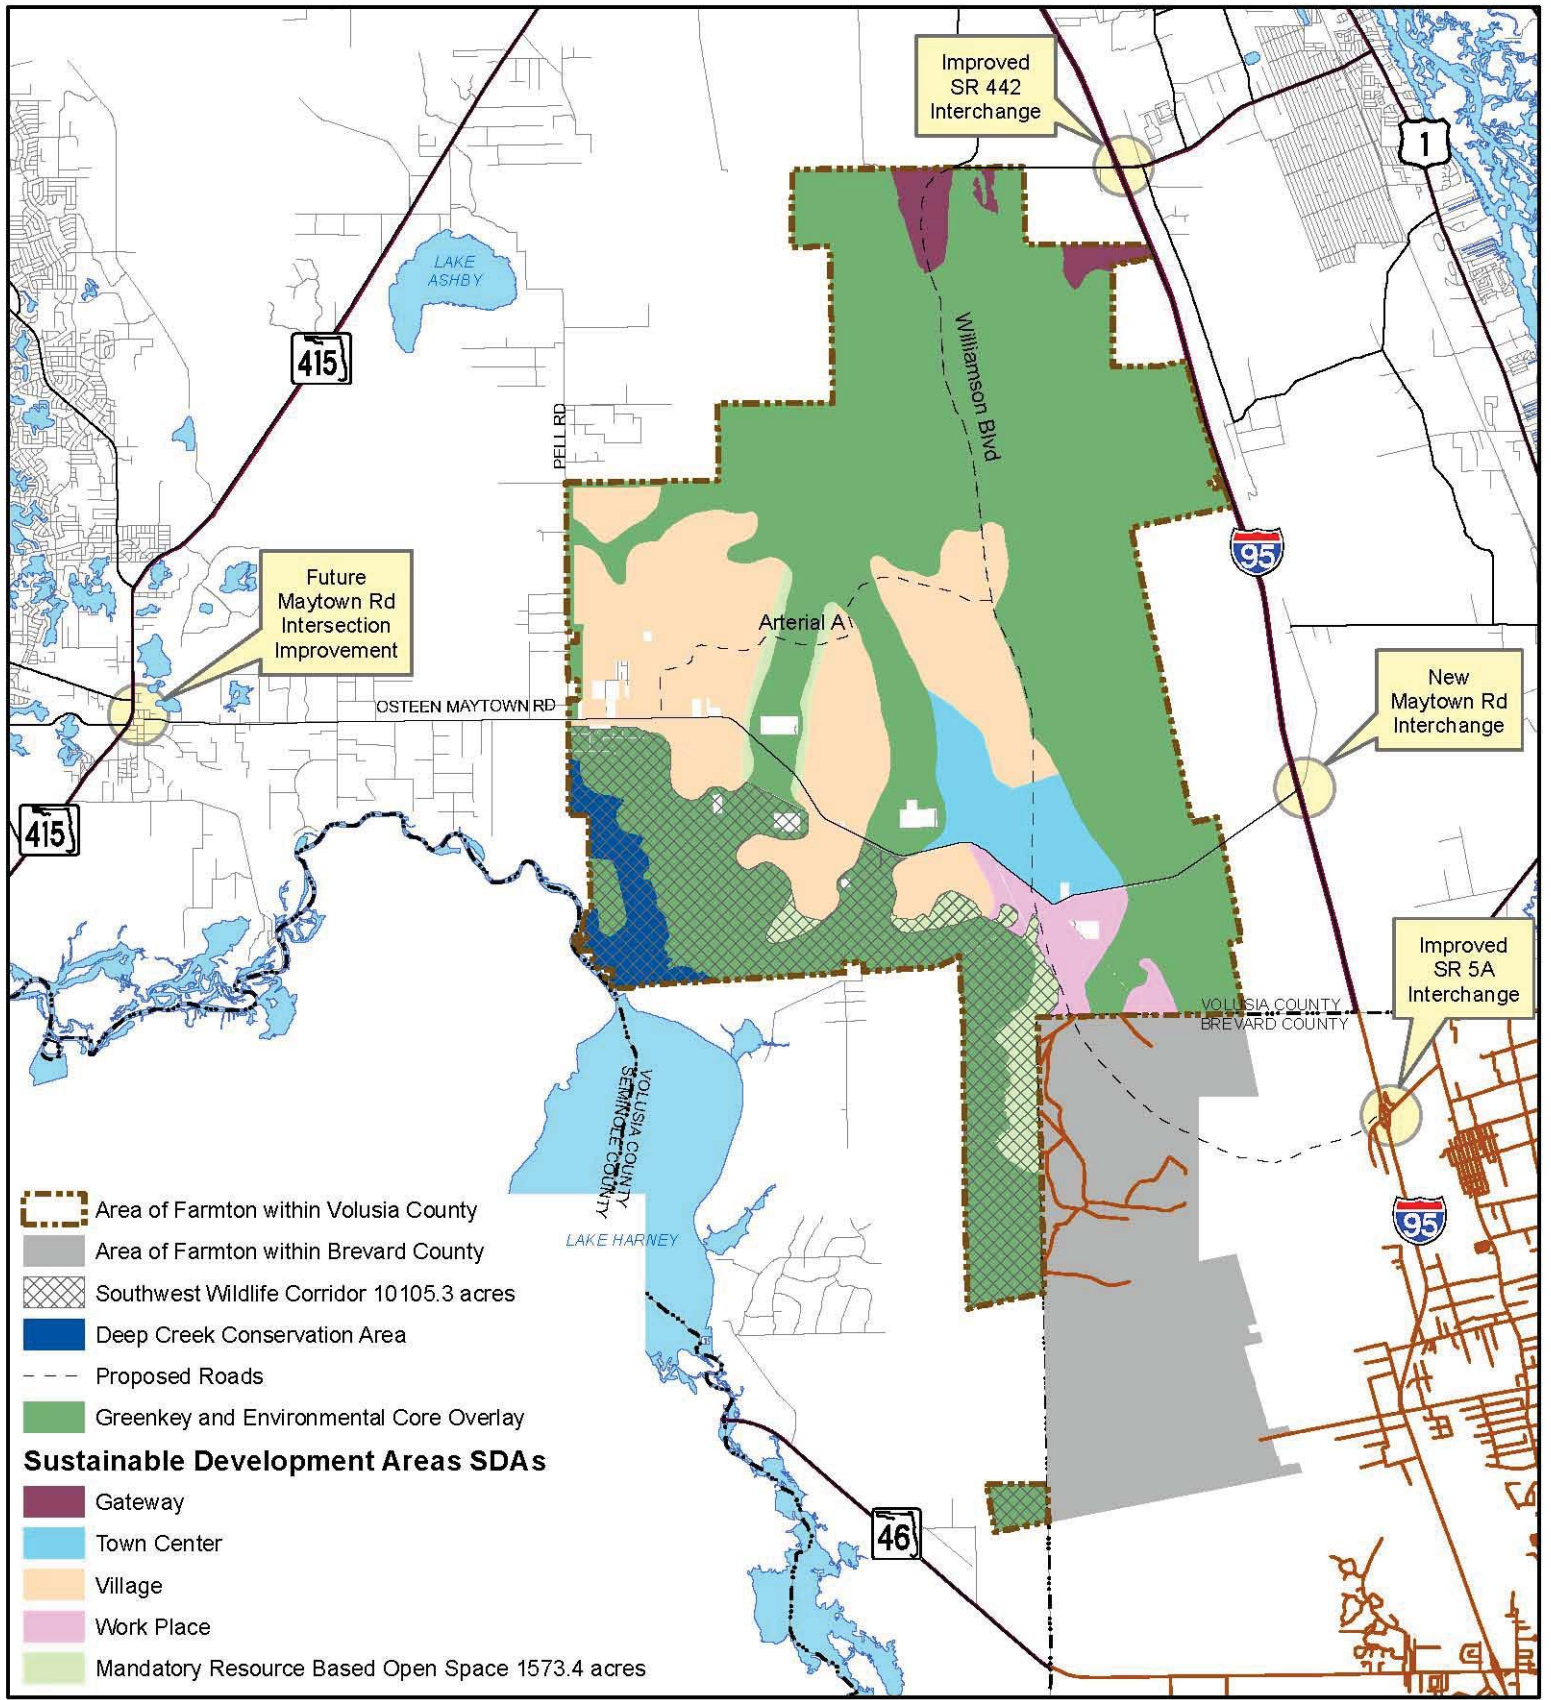 Improved
SR 442
Interchange
1
LAKE
ASHBY
415
Williamson Blvd
PELL RD
95
Future
Maytown Rd
Intersection
Improvement
Arterial A
New
Maytown Rd
Interchange
OSTEEN MAYTOWN RD
415
Improved
SR 5A
Interchange
VOLUSIA COUNTY
BREVARD COUNTY
VOLUSIA COUNTY
SEMINOLE COUNTY
95
LAKE HARNEY
46
Area of Farmton within Volusia County
Area of Farmton within Brevard County
Southwest Wildlife Corridor 10105.3 acres
Deep Creek Conservation Area
Proposed Roads
Greenkey and Environmental Core Overlay
Sustainable Development Areas SDAs
Gateway
Town Center
Village
Work Place
Mandatory Resource Based Open Space 1573.4 acres